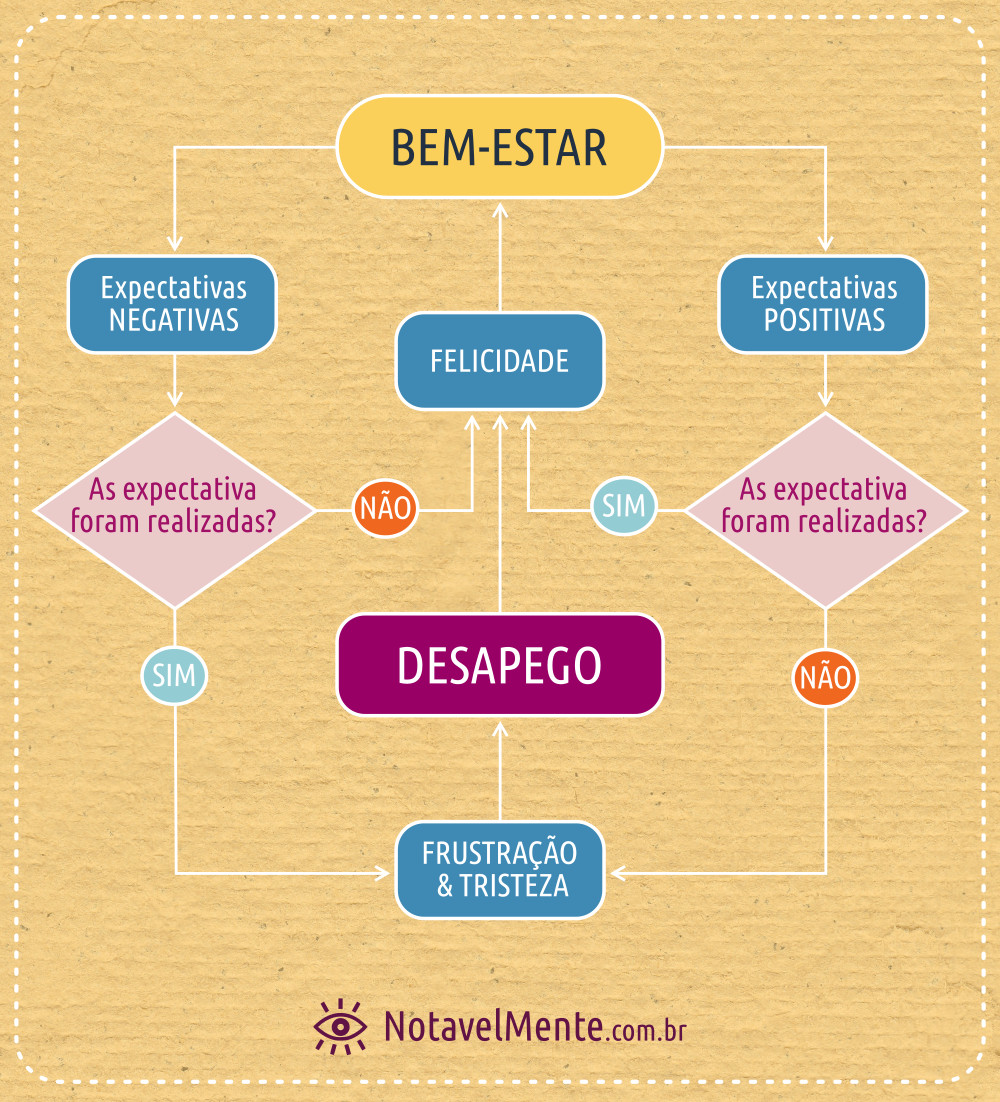 BEM-ESTAR
Expectativas
NEGATIVAS
Expectativas
POSITIVAS
FELICIDADE
As expectativa
foram realizadas?
NÃO
SIM
As expectativa
foram realizadas?
SIM
DESAPEGO
NÃO
FRUSTRAÇÃO
& TRISTEZA
NotavelMente.com.br